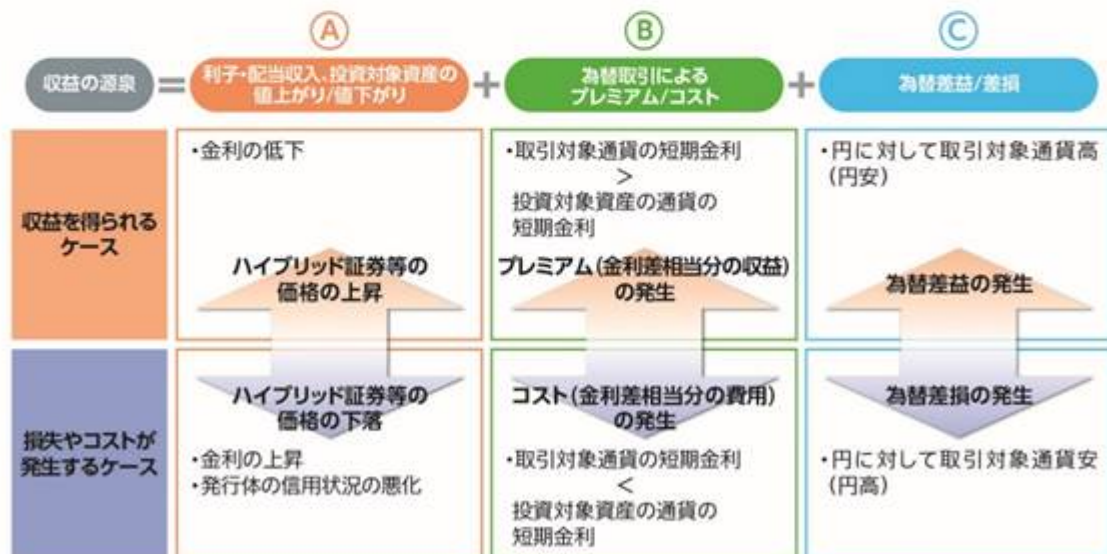 Ⓐ
Ⓑ
Ⓒ
収益の源泉
=
利子・配当収入、投資対象資産の
値上がり/値下がり
+
為替取引による
プレミアム/コスト
+
為替差益/差損
収益を得られる
ケース
・金利の低下
ハイブリッド証券等の
価格の上昇
・取引対象通貨の短期金利
>
投資対象資産の通貨の
短期金利
プレミアム(金利差相当分の収益)
の発生
・円に対して取引対象通貨高
(円安)
為替差益の発生
損失やコストが
発生するケース
ハイブリッド証券等の
価格の下落
・金利の上昇
・発行体の信用状況の悪化
コスト(金利差相当分の費用)
の発生
・取引対象通貨の短期金利
<
投資対象資産の通貨の
短期金利
為替差損の発生
・円に対して取引対象通貨安
(円高)